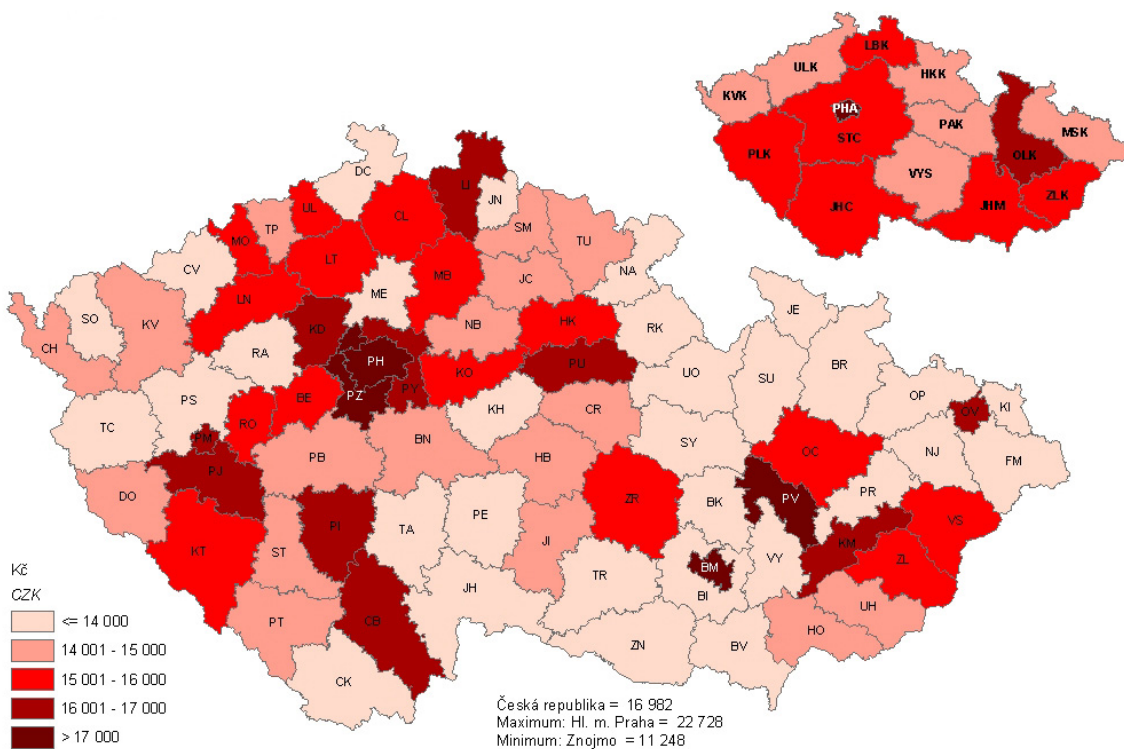 LBK
ULK
HKK
KVK
PHA
PAK
STC
MSK
PLK
OLK
VYS
JHC
JHM
ZLK
DC
LI
JN
UL
CL
TP
MO
SM
TU
CV
LT
MB
NA
JC
ME
LN
SO
KV
JE
CH
KD
NB
HK
RK
RA
PH
BR
PU
UO
SU
PZ
PY
KO
OP
KI
PS
BE
OV
KH
CR
RO
TC
PM
BN
SY
NJ
OC
FM
PB
HB
PJ
PR
DO
ZR
BK
PV
VS
PI
TA
PE
KT
ST
JI
KM
VY
ZL
BM
TR
JH
BI
UH
PT
CB
HO
ZN
BV
CK
Kč
CZK
<= 14 000
14 001 - 15 000
15 001 - 16 000
16 001 - 17 000
> 17 000
Česká republika = 16 982
Maximum: Hl. m. Praha = 22 728
Minimum: Znojmo = 11 248